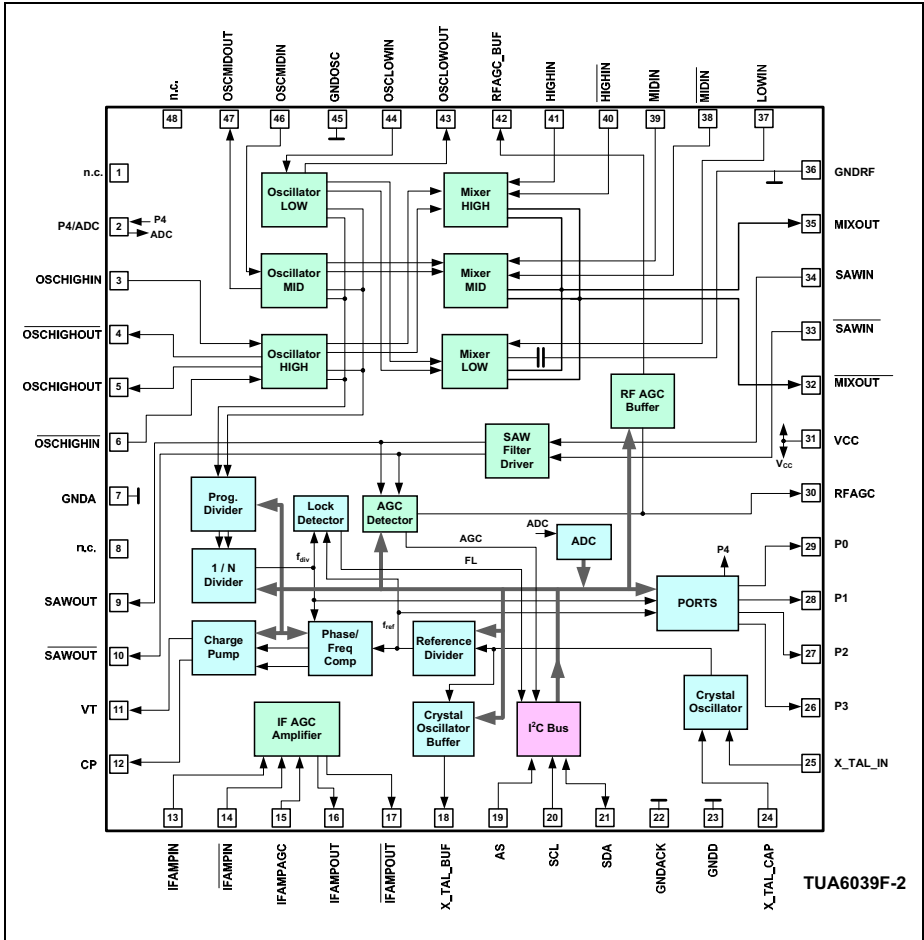 n.c.
OSCMIDOUT
OSCMIDIN
GNDOSC
OSCLOWIN
OSCLOWOUT
RFAGC_BUF
HIGHIN
HIGHIN
MIDIN
MIDIN
LOWIN
48
47
46
45
44
43
42
41
40
39
38
37
n.c.
1
P4/ADC
2
P4
ADC
OSCHIGHIN
3
OSCHIGHOUT
4
OSCHIGHOUT
5
OSCHIGHIN
6
GNDA
7
n.c.
8
SAWOUT
9
SAWOUT
10
VT
11
CP
12
Oscillator
LOW
Oscillator
MID
Oscillator
HIGH
Mixer
HIGH
Mixer
MID
Mixer
LOW
RF AGC
Buffer
SAW
Filter
Driver
Prog.
Divider
Lock
Detector
AGC
Detector
ADC
ADC
AGC
FL
1 / N
Divider
fdiv
fref
P4
PORTS
Charge
Pump
Phase/
Freq
Comp
Reference
Divider
Crystal
Oscillator
IF AGC
Amplifier
Crystal
Oscillator
Buffer
I²C Bus
36
GNDRF
35
MIXOUT
34
SAWIN
33
SAWIN
32
MIXOUT
31
VCC
VCC
30
RFAGC
29
P0
28
P1
27
P2
26
P3
25
X_TAL_IN
13
14
15
16
17
18
19
20
21
22
23
24
IFAMPIN
IFAMPIN
IFAMPAGC
IFAMPOUT
IFAMPOUT
X_TAL_BUF
AS
SCL
SDA
GNDACK
GNDD
X_TAL_CAP
TUA6039F-2